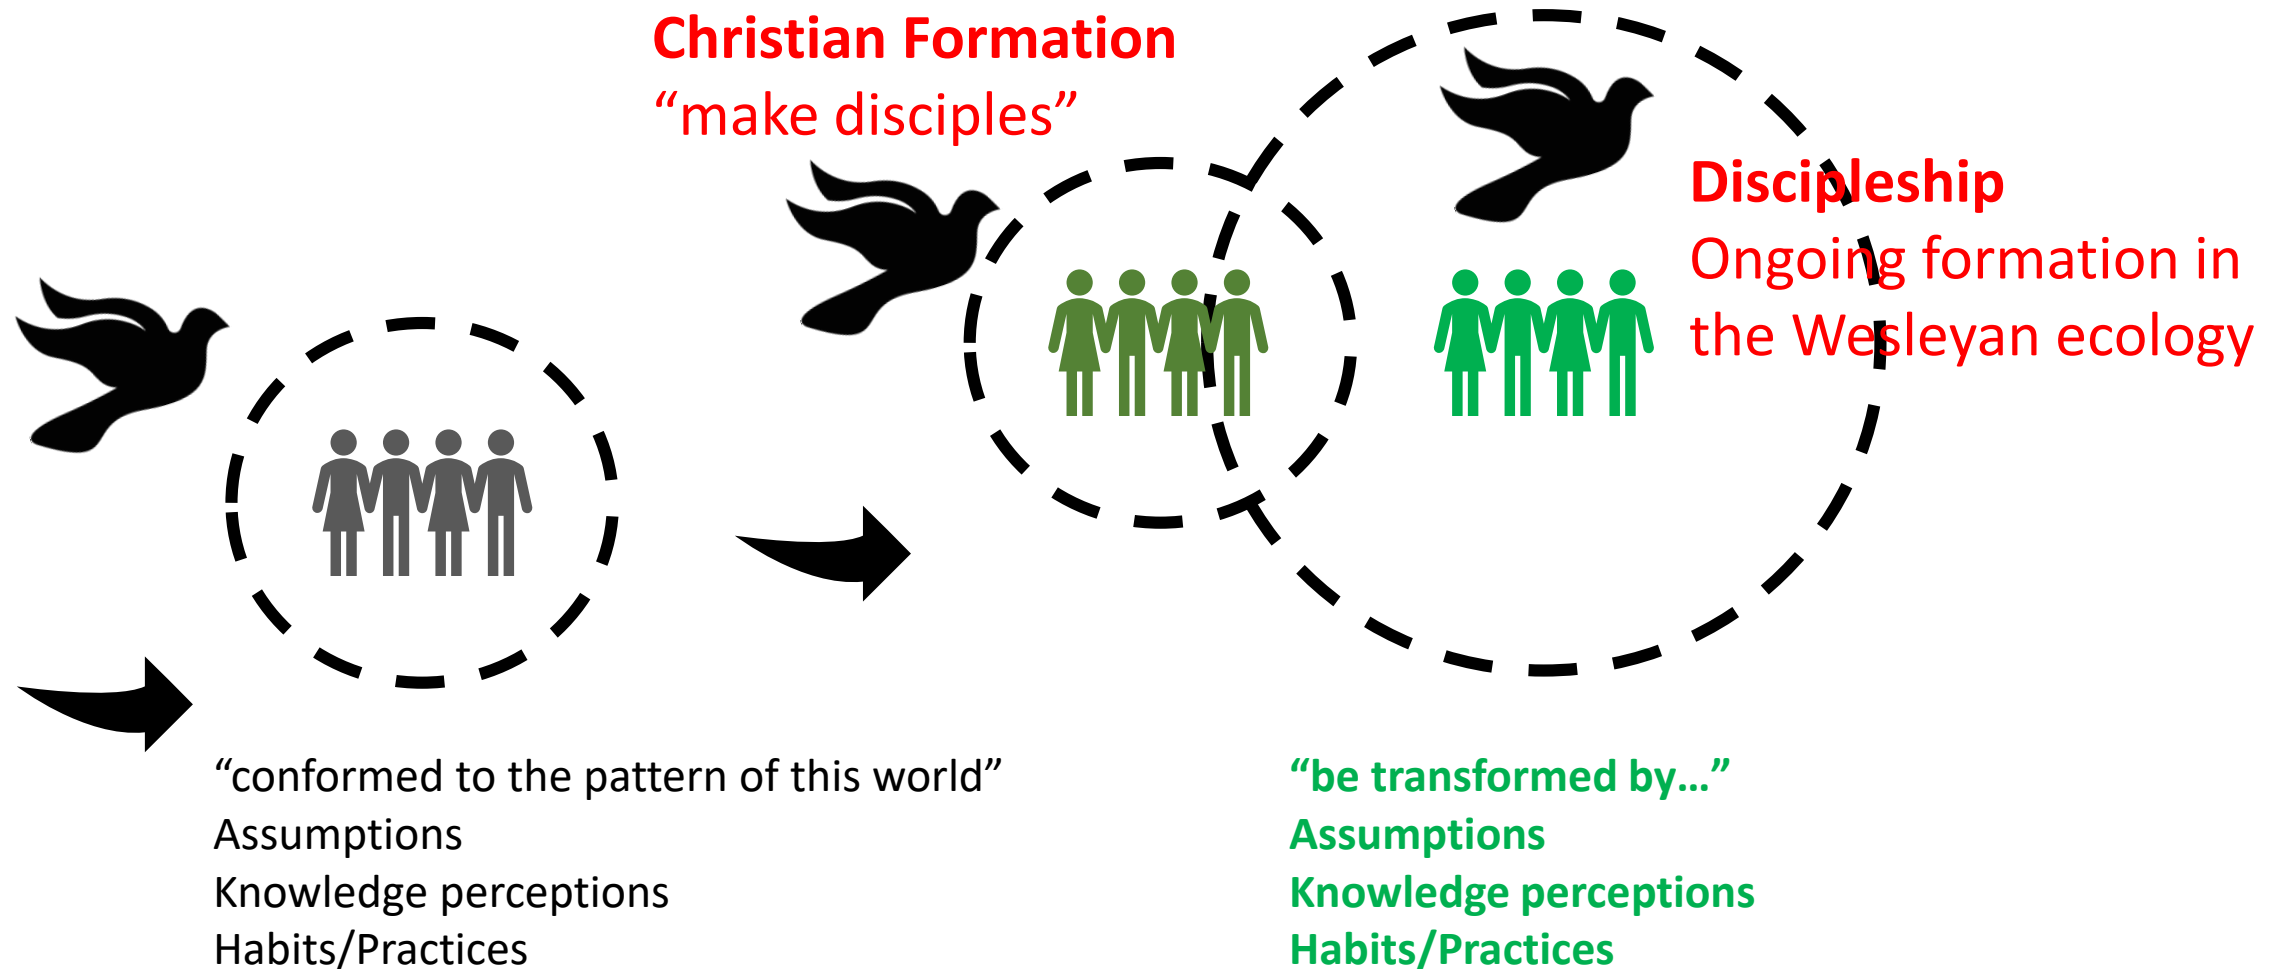 Christian Formation
“make disciples”
Discipleship
Ongoing formation in
the Wesleyan ecology
“conformed to the pattern of this world”
Assumptions
Knowledge perceptions
Habits/Practices
“be transformed by…”
Assumptions
Knowledge perceptions
Habits/Practices